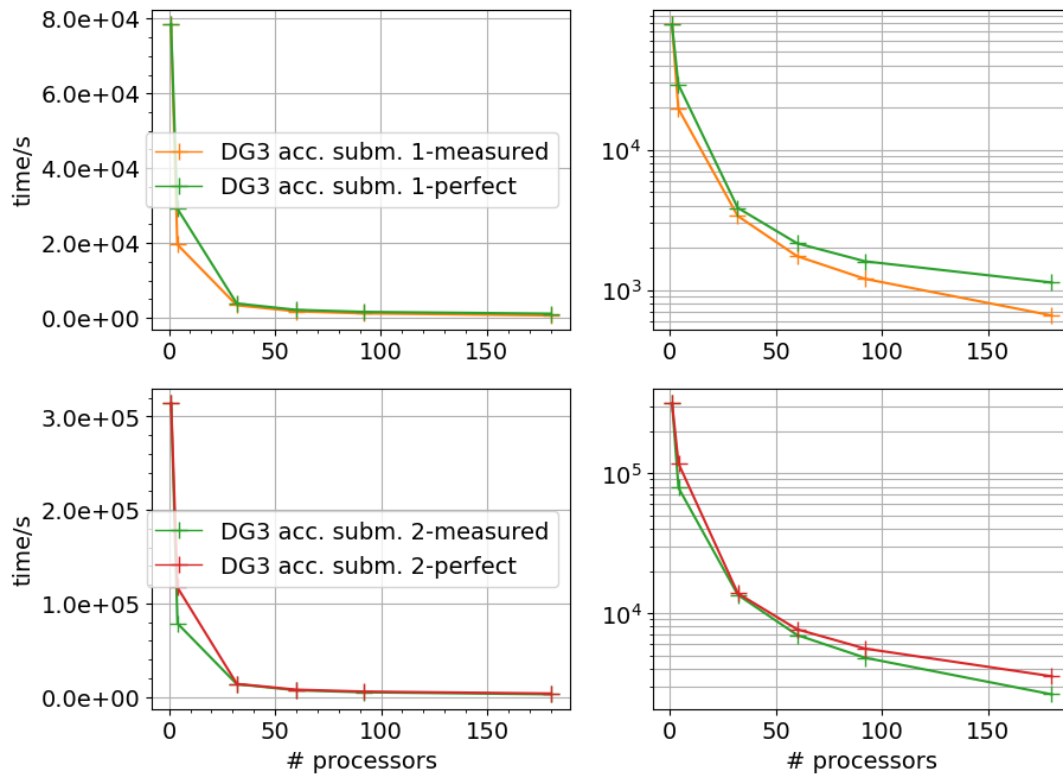 8.0e+04
6.0e+04
4.0e+04
2.0e+04
0.0e+00
time/s
DG3 acc. subm. 1-measured
DG3 acc. subm. 1-perfect
0 50 100 150
10^4
10^3
0 50 100 150
3.0e+05
2.0e+05
1.0e+05
0.0e+00
time/s
DG3 acc. subm. 2-measured
DG3 acc. subm. 2-perfect
0 50 100 150
# processors
10^5
10^4
0 50 100 150
# processors